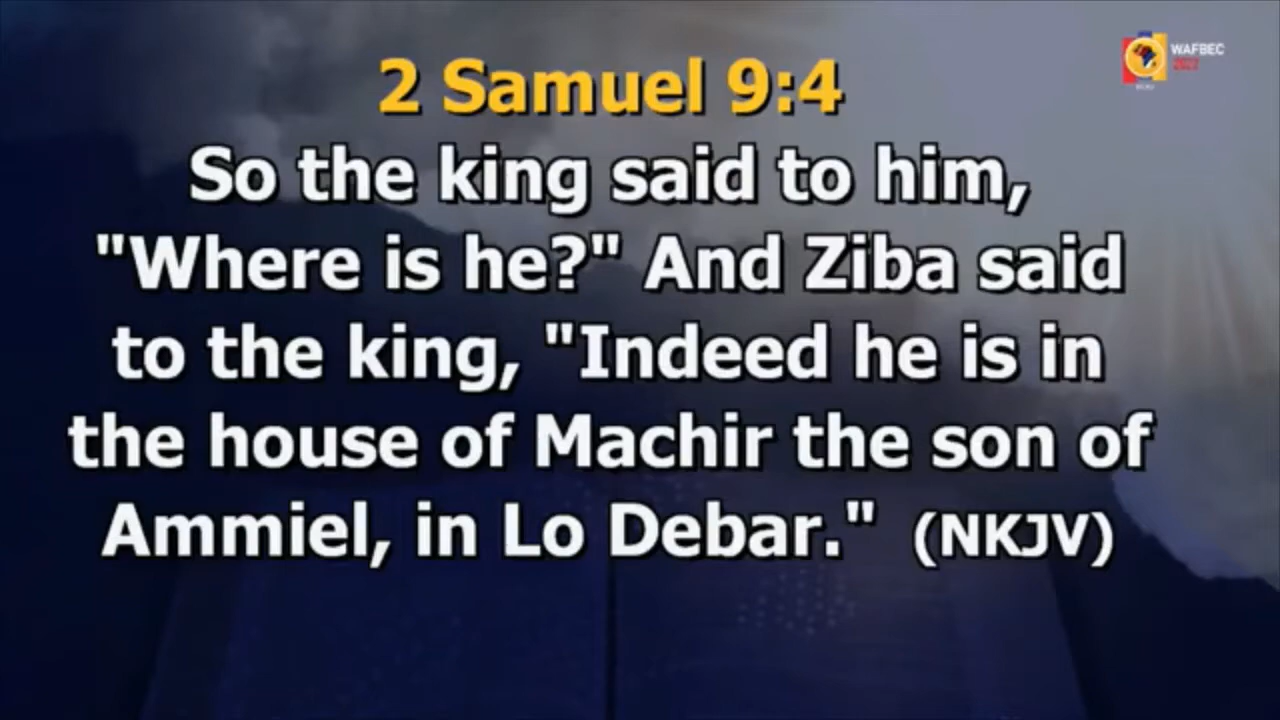 WAFBEC
2 Samuel 9:4
So the king said to him,
"Where is he?" And Ziba said
to the king, "Indeed he is in
the house of Machir the son of
Ammiel, in Lo Debar." (NKJV)